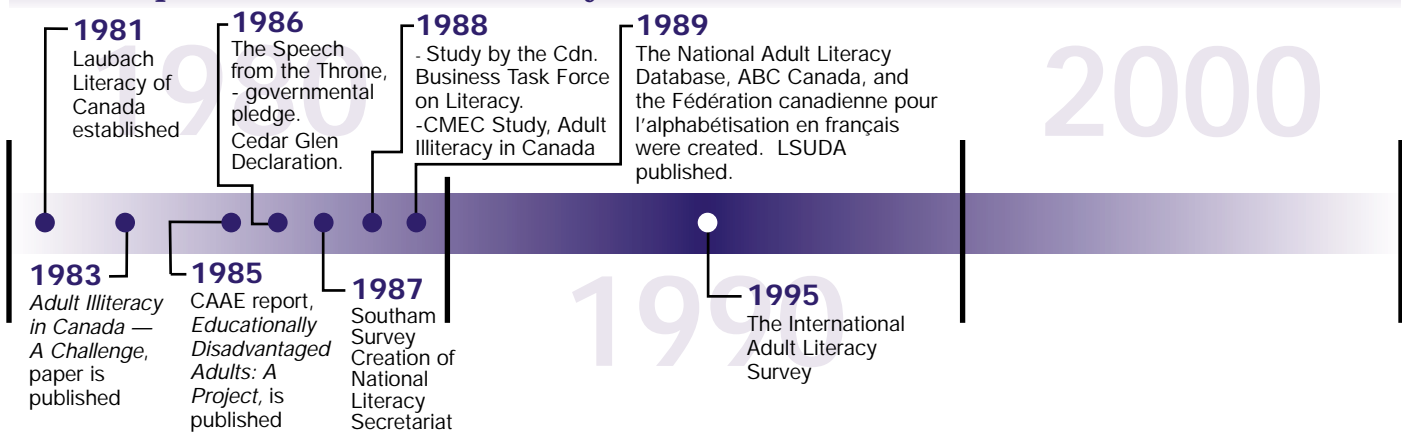 1980
1990
2000
1981
Laubach
Literacy of
Canada
established
1983
Adult Illiteracy
in Canada —
A Challenge,
paper is
published
1985
CAAE report,
Educationally
Disadvantaged
Adults: A
Project, is
published
1986
The Speech
from the Throne,
- governmental
pledge.
Cedar Glen
Declaration.
1987
Southam
Survey
Creation of
National
Literacy
Secretariat
1988
- Study by the Cdn.
Business Task Force
on Literacy.
-CMEC Study, Adult
Illiteracy in Canada
1989
The National Adult Literacy
Database, ABC Canada, and
the Fédération canadienne pour
l'alphabétisation en français
were created.  LSUDA
published.
1995
The International
Adult Literacy
Survey